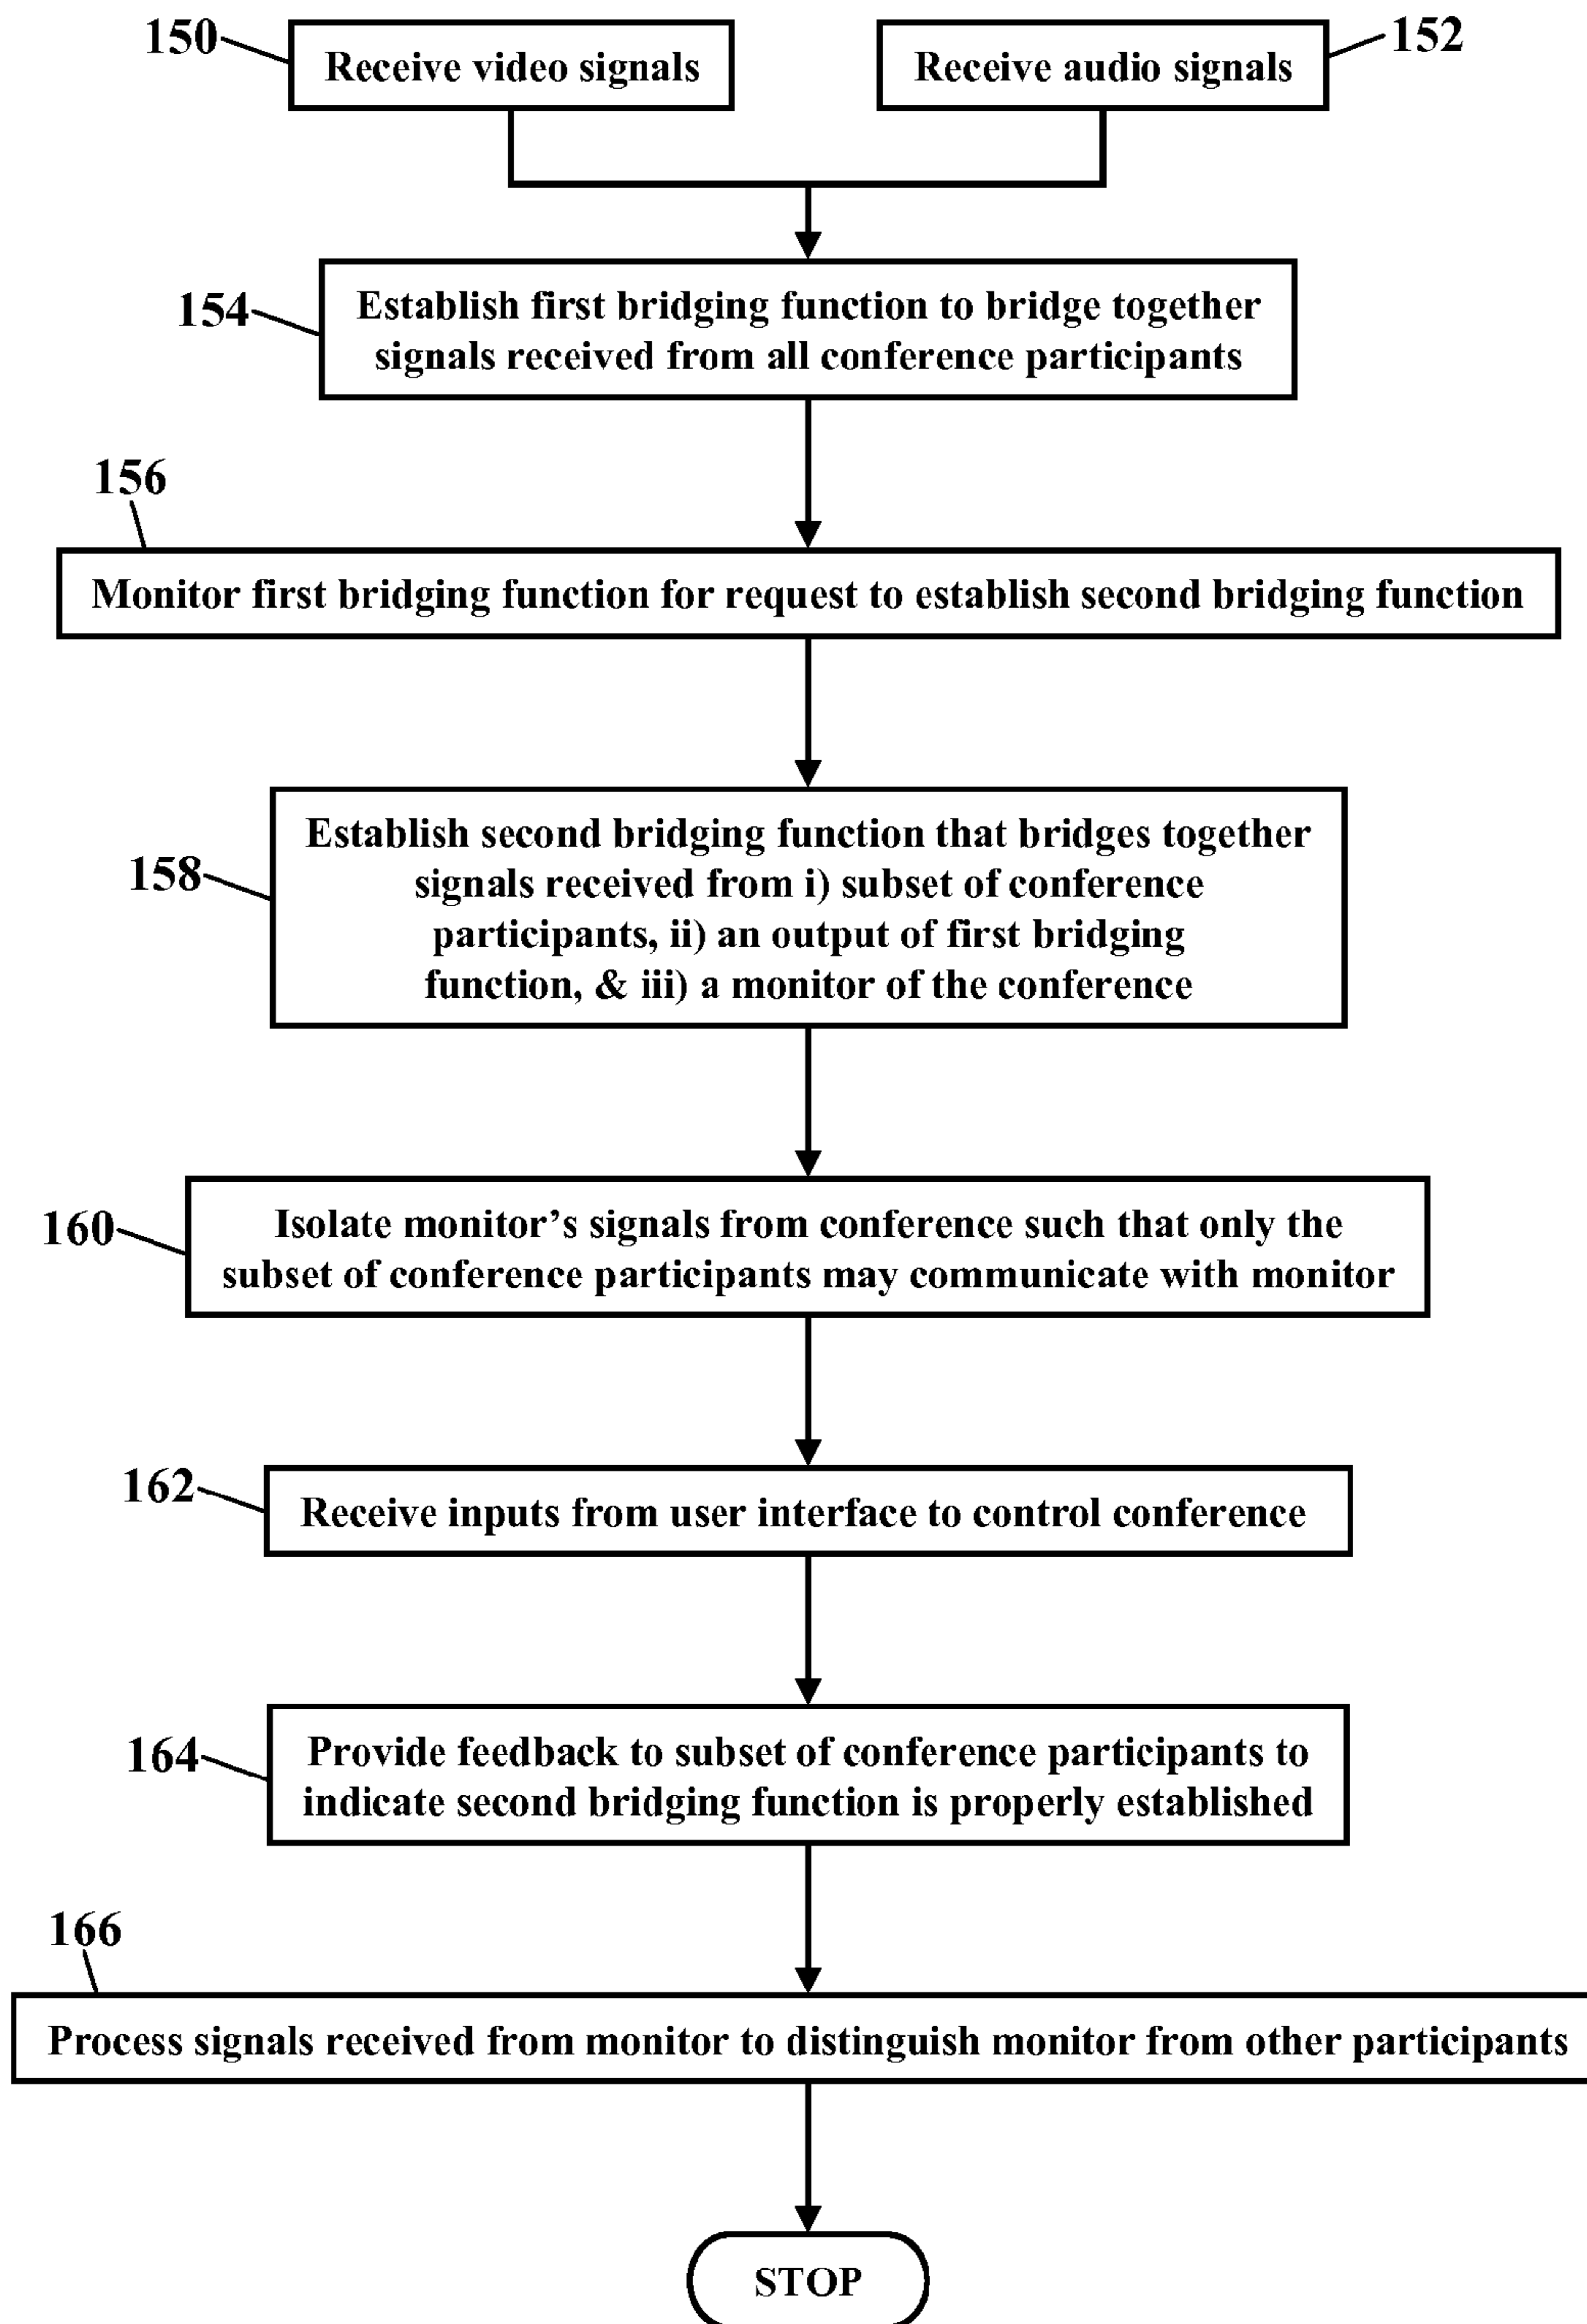 150
Receive video signals
Receive audio signals
152
154
Establish first bridging function to bridge together
signals received from all conference participants
156
Monitor first bridging function for request to establish second bridging function
158
Establish second bridging function that bridges together
signals received from i) subset of conference
participants, ii) an output of first bridging
function, & iii) a monitor of the conference
160
Isolate monitor’s signals from conference such that only the
subset of conference participants may communicate with monitor
162
Receive inputs from user interface to control conference
164
Provide feedback to subset of conference participants to
indicate second bridging function is properly established
166
Process signals received from monitor to distinguish monitor from other participants
STOP